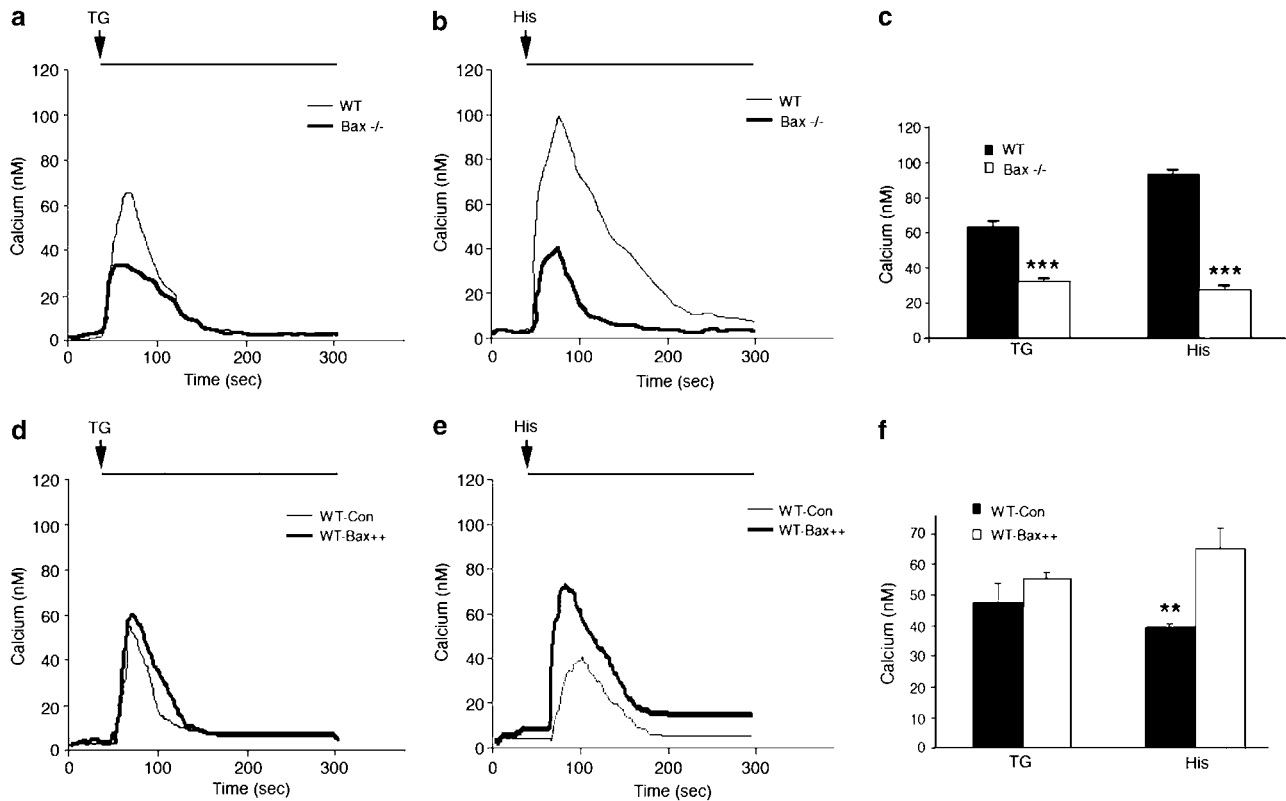 a
TG
120
100
80
60
40
20
0
Calcium (nM)
WT
Bax -/-
0 100 200 300
Time (sec)
b
His
120
100
80
60
40
20
0
Calcium (nM)
WT
Bax -/-
0 100 200 300
Time (sec)
c
120
100
80
60
40
20
0
Calcium (nM)
WT
Bax -/-
***
***
TG His
d
TG
120
100
80
60
40
20
0
Calcium (nM)
WT-Con
WT-Bax++
0 100 200 300
Time (sec)
e
His
120
100
80
60
40
20
0
Calcium (nM)
WT-Con
WT-Bax++
0 100 200 300
Time (sec)
f
70
60
50
40
30
20
10
0
Calcium (nM)
WT-Con
WT-Bax++
**
TG His